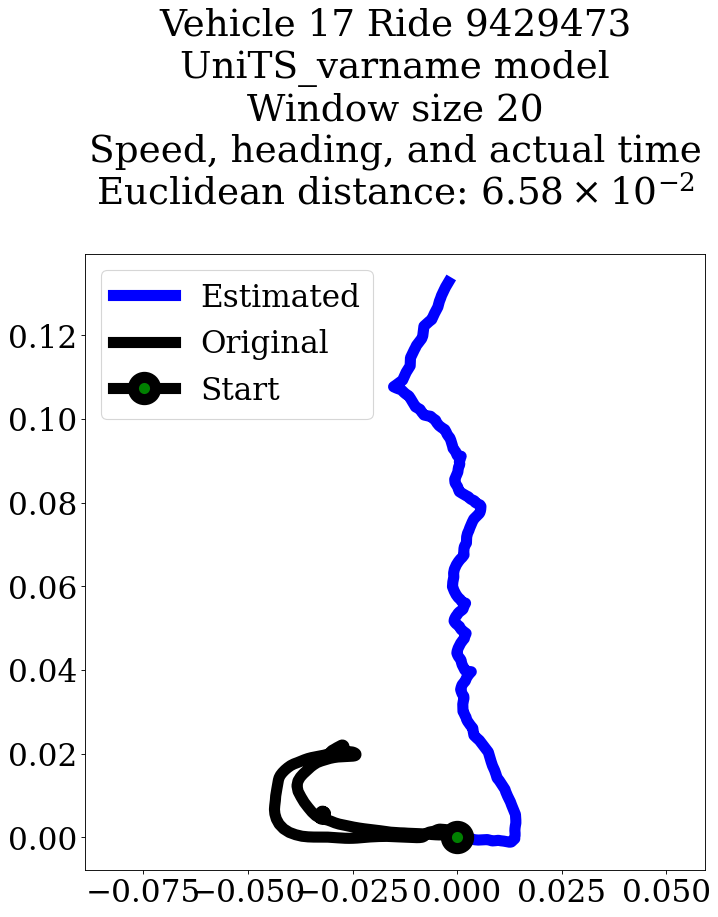 Vehicle 17 Ride 9429473
UniTS_varname model
Window size 20
Speed, heading, and actual time
Euclidean distance: 6.58 × 10⁻²
Estimated
Original
Start
0.12
0.10
0.08
0.06
0.04
0.02
0.00
−0.075 −0.050 −0.025 0.000 0.025 0.050